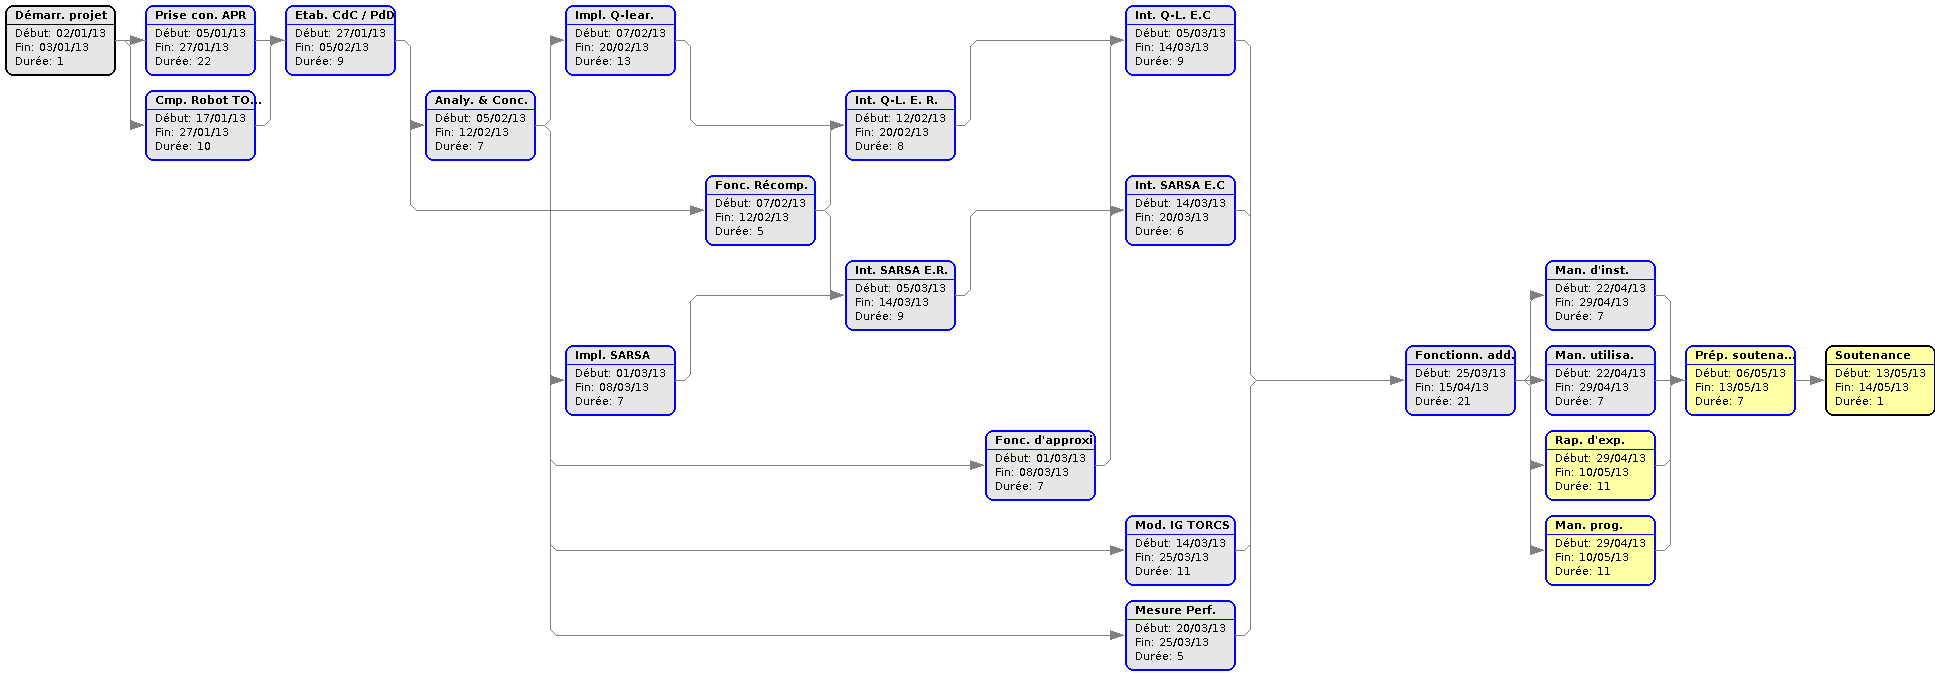 Démarr. projet
Début: 02/01/13
Fin: 03/01/13
Durée: 1
Prise con. APR
Début: 05/01/13
Fin: 27/01/13
Durée: 22
Cmp. Robot TO...
Début: 17/01/13
Fin: 27/01/13
Durée: 10
Etab. CdC / PdD
Début: 27/01/13
Fin: 05/02/13
Durée: 9
Analy. & Conc.
Début: 05/02/13
Fin: 12/02/13
Durée: 7
Impl. Q-lear.
Début: 07/02/13
Fin: 20/02/13
Durée: 13
Impl. SARSA
Début: 01/03/13
Fin: 08/03/13
Durée: 7
Fonc. Récomp.
Début: 07/02/13
Fin: 12/02/13
Durée: 5
Int. Q-L. E. R.
Début: 12/02/13
Fin: 20/02/13
Durée: 8
Int. SARSA E.R.
Début: 05/03/13
Fin: 14/03/13
Durée: 9
Fonc. d'approxi
Début: 01/03/13
Fin: 08/03/13
Durée: 7
Int. Q-L. E.C
Début: 05/03/13
Fin: 14/03/13
Durée: 9
Int. SARSA E.C
Début: 14/03/13
Fin: 20/03/13
Durée: 6
Mod. IG TORCS
Début: 14/03/13
Fin: 25/03/13
Durée: 11
Mesure Perf.
Début: 20/03/13
Fin: 25/03/13
Durée: 5
Fonctionn. add.
Début: 25/03/13
Fin: 15/04/13
Durée: 21
Man. d'inst.
Début: 22/04/13
Fin: 29/04/13
Durée: 7
Man. utilisa.
Début: 22/04/13
Fin: 29/04/13
Durée: 7
Rap. d'exp.
Début: 29/04/13
Fin: 10/05/13
Durée: 11
Man. prog.
Début: 29/04/13
Fin: 10/05/13
Durée: 11
Prép. soutena...
Début: 06/05/13
Fin: 13/05/13
Durée: 7
Soutenance
Début: 13/05/13
Fin: 14/05/13
Durée: 1